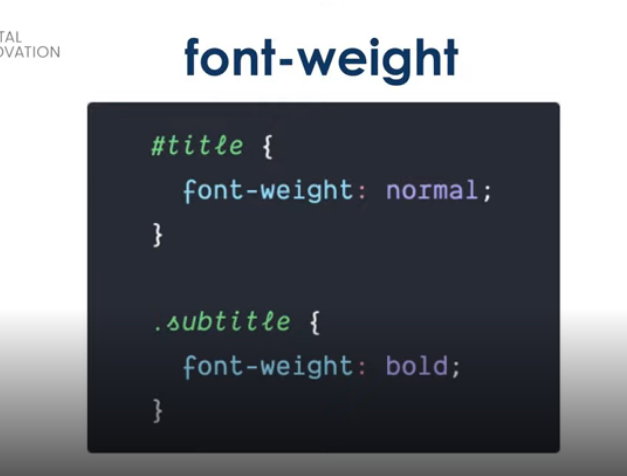 TAL
OVATION
font-weight
#title {
  font-weight: normal;
}

.subtitle {
  font-weight: bold;
}